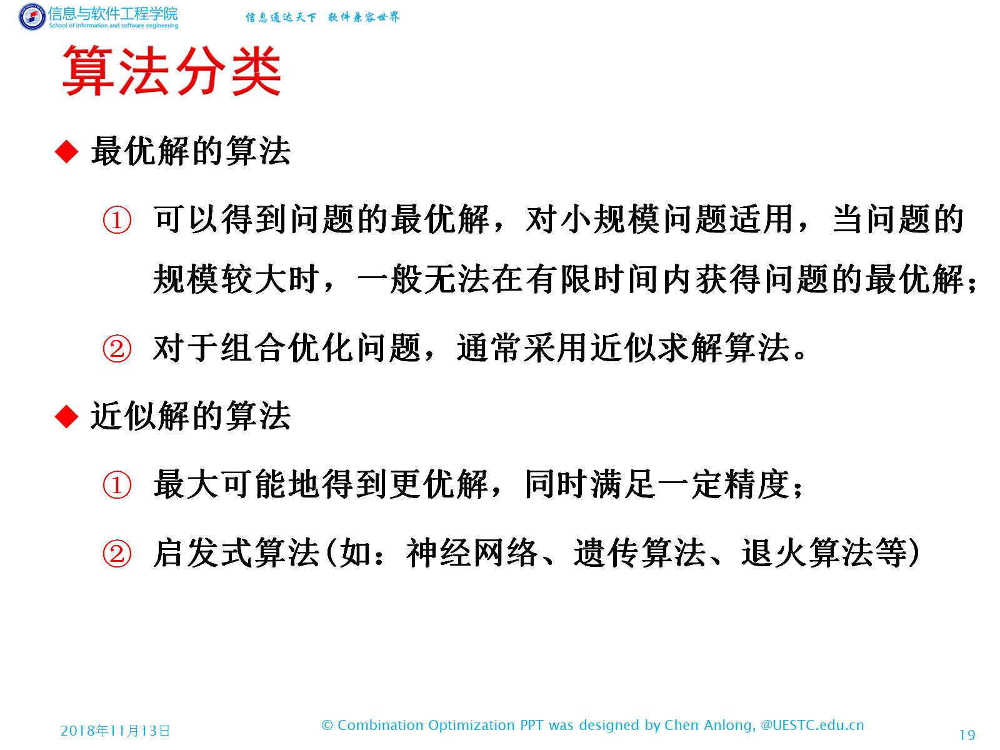 信息与软件工程学院
School of information and software engineering
信息通达天下 软件兼容世界
算法分类
◆ 最优解的算法
① 可以得到问题的最优解，对小规模问题适用，当问题的
规模较大时，一般无法在有限时间内获得问题的最优解；
② 对于组合优化问题，通常采用近似求解算法。
◆ 近似解的算法
① 最大可能地得到更优解，同时满足一定精度；
② 启发式算法(如：神经网络、遗传算法、退火算法等)
2018年11月13日
© Combination Optimization PPT was designed by Chen Anlong, @UESTC.edu.cn
19